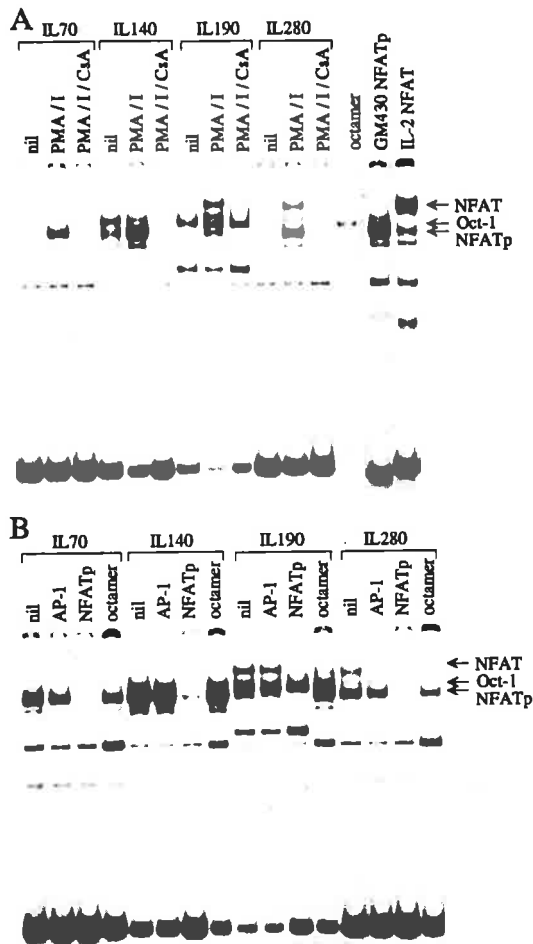 A
IL70 IL140 IL190 IL280
nil PMA / I PMA / I / CsA nil PMA / I PMA / I / CsA nil PMA / I PMA / I / CsA nil PMA / I PMA / I / CsA octamer GM430 NFATp IL-2 NFAT
NFAT
Oct-1
NFATp
B
IL70 IL140 IL190 IL280
nil AP-1 NFATp octamer nil AP-1 NFATp octamer nil AP-1 NFATp octamer nil AP-1 NFATp octamer
NFAT
Oct-1
NFATp